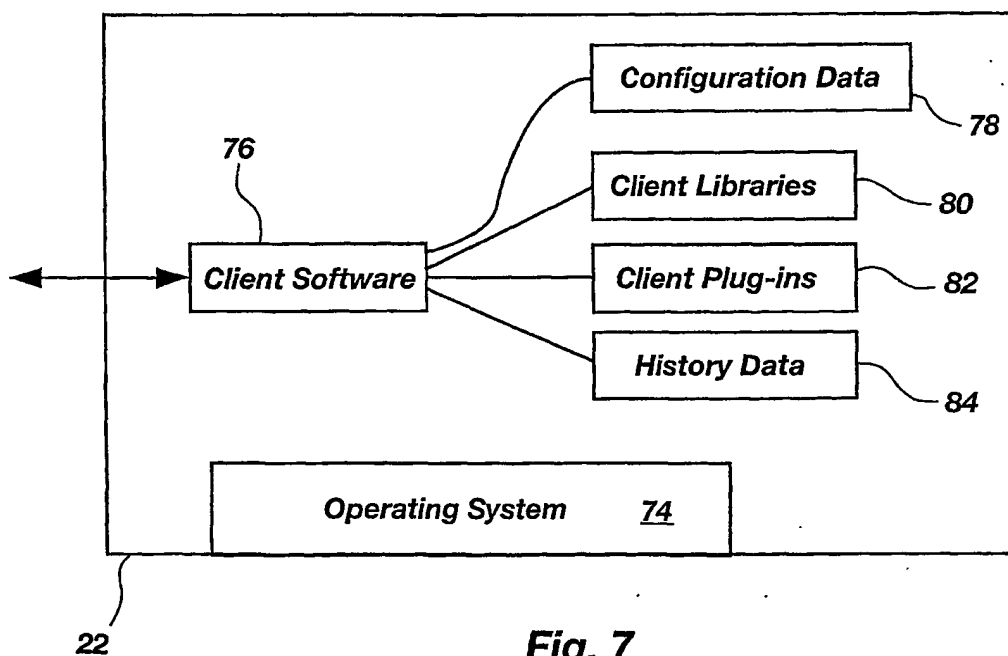 Configuration Data
78
76
Client Libraries
80
Client Software
Client Plug-ins
82
History Data
84
Operating System 74
22
Fig. 7